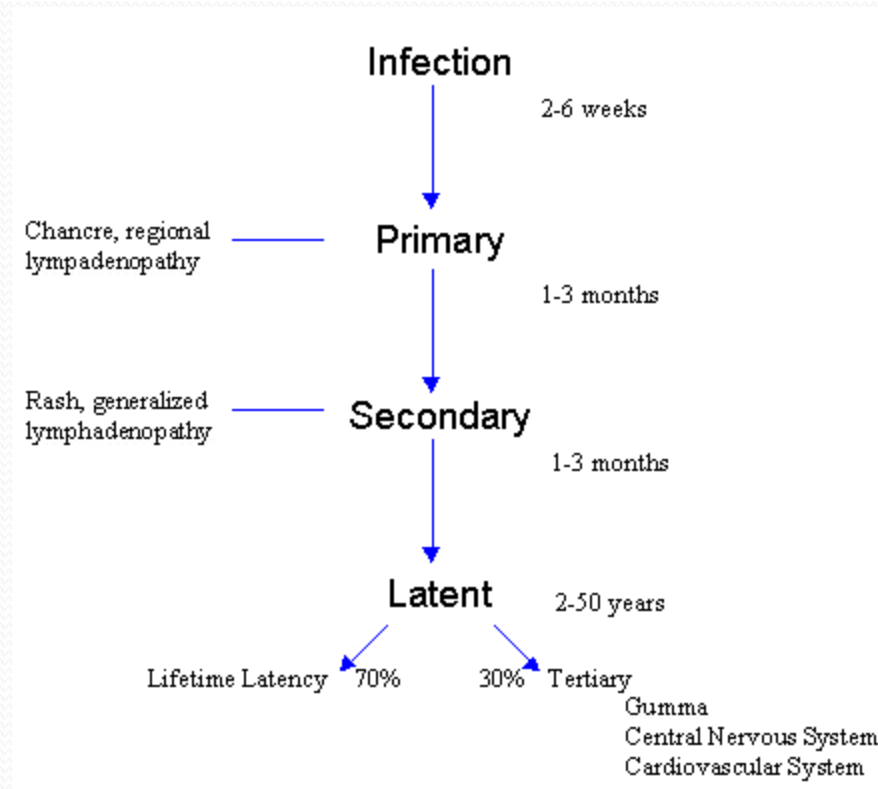 Infection
2-6 weeks
Chancre, regional
lympadenopathy
Primary
1-3 months
Rash, generalized
lymphadenopathy
Secondary
1-3 months
Latent
2-50 years
Lifetime Latency 70% 30% Tertiary
Gumma
Central Nervous System
Cardiovascular System